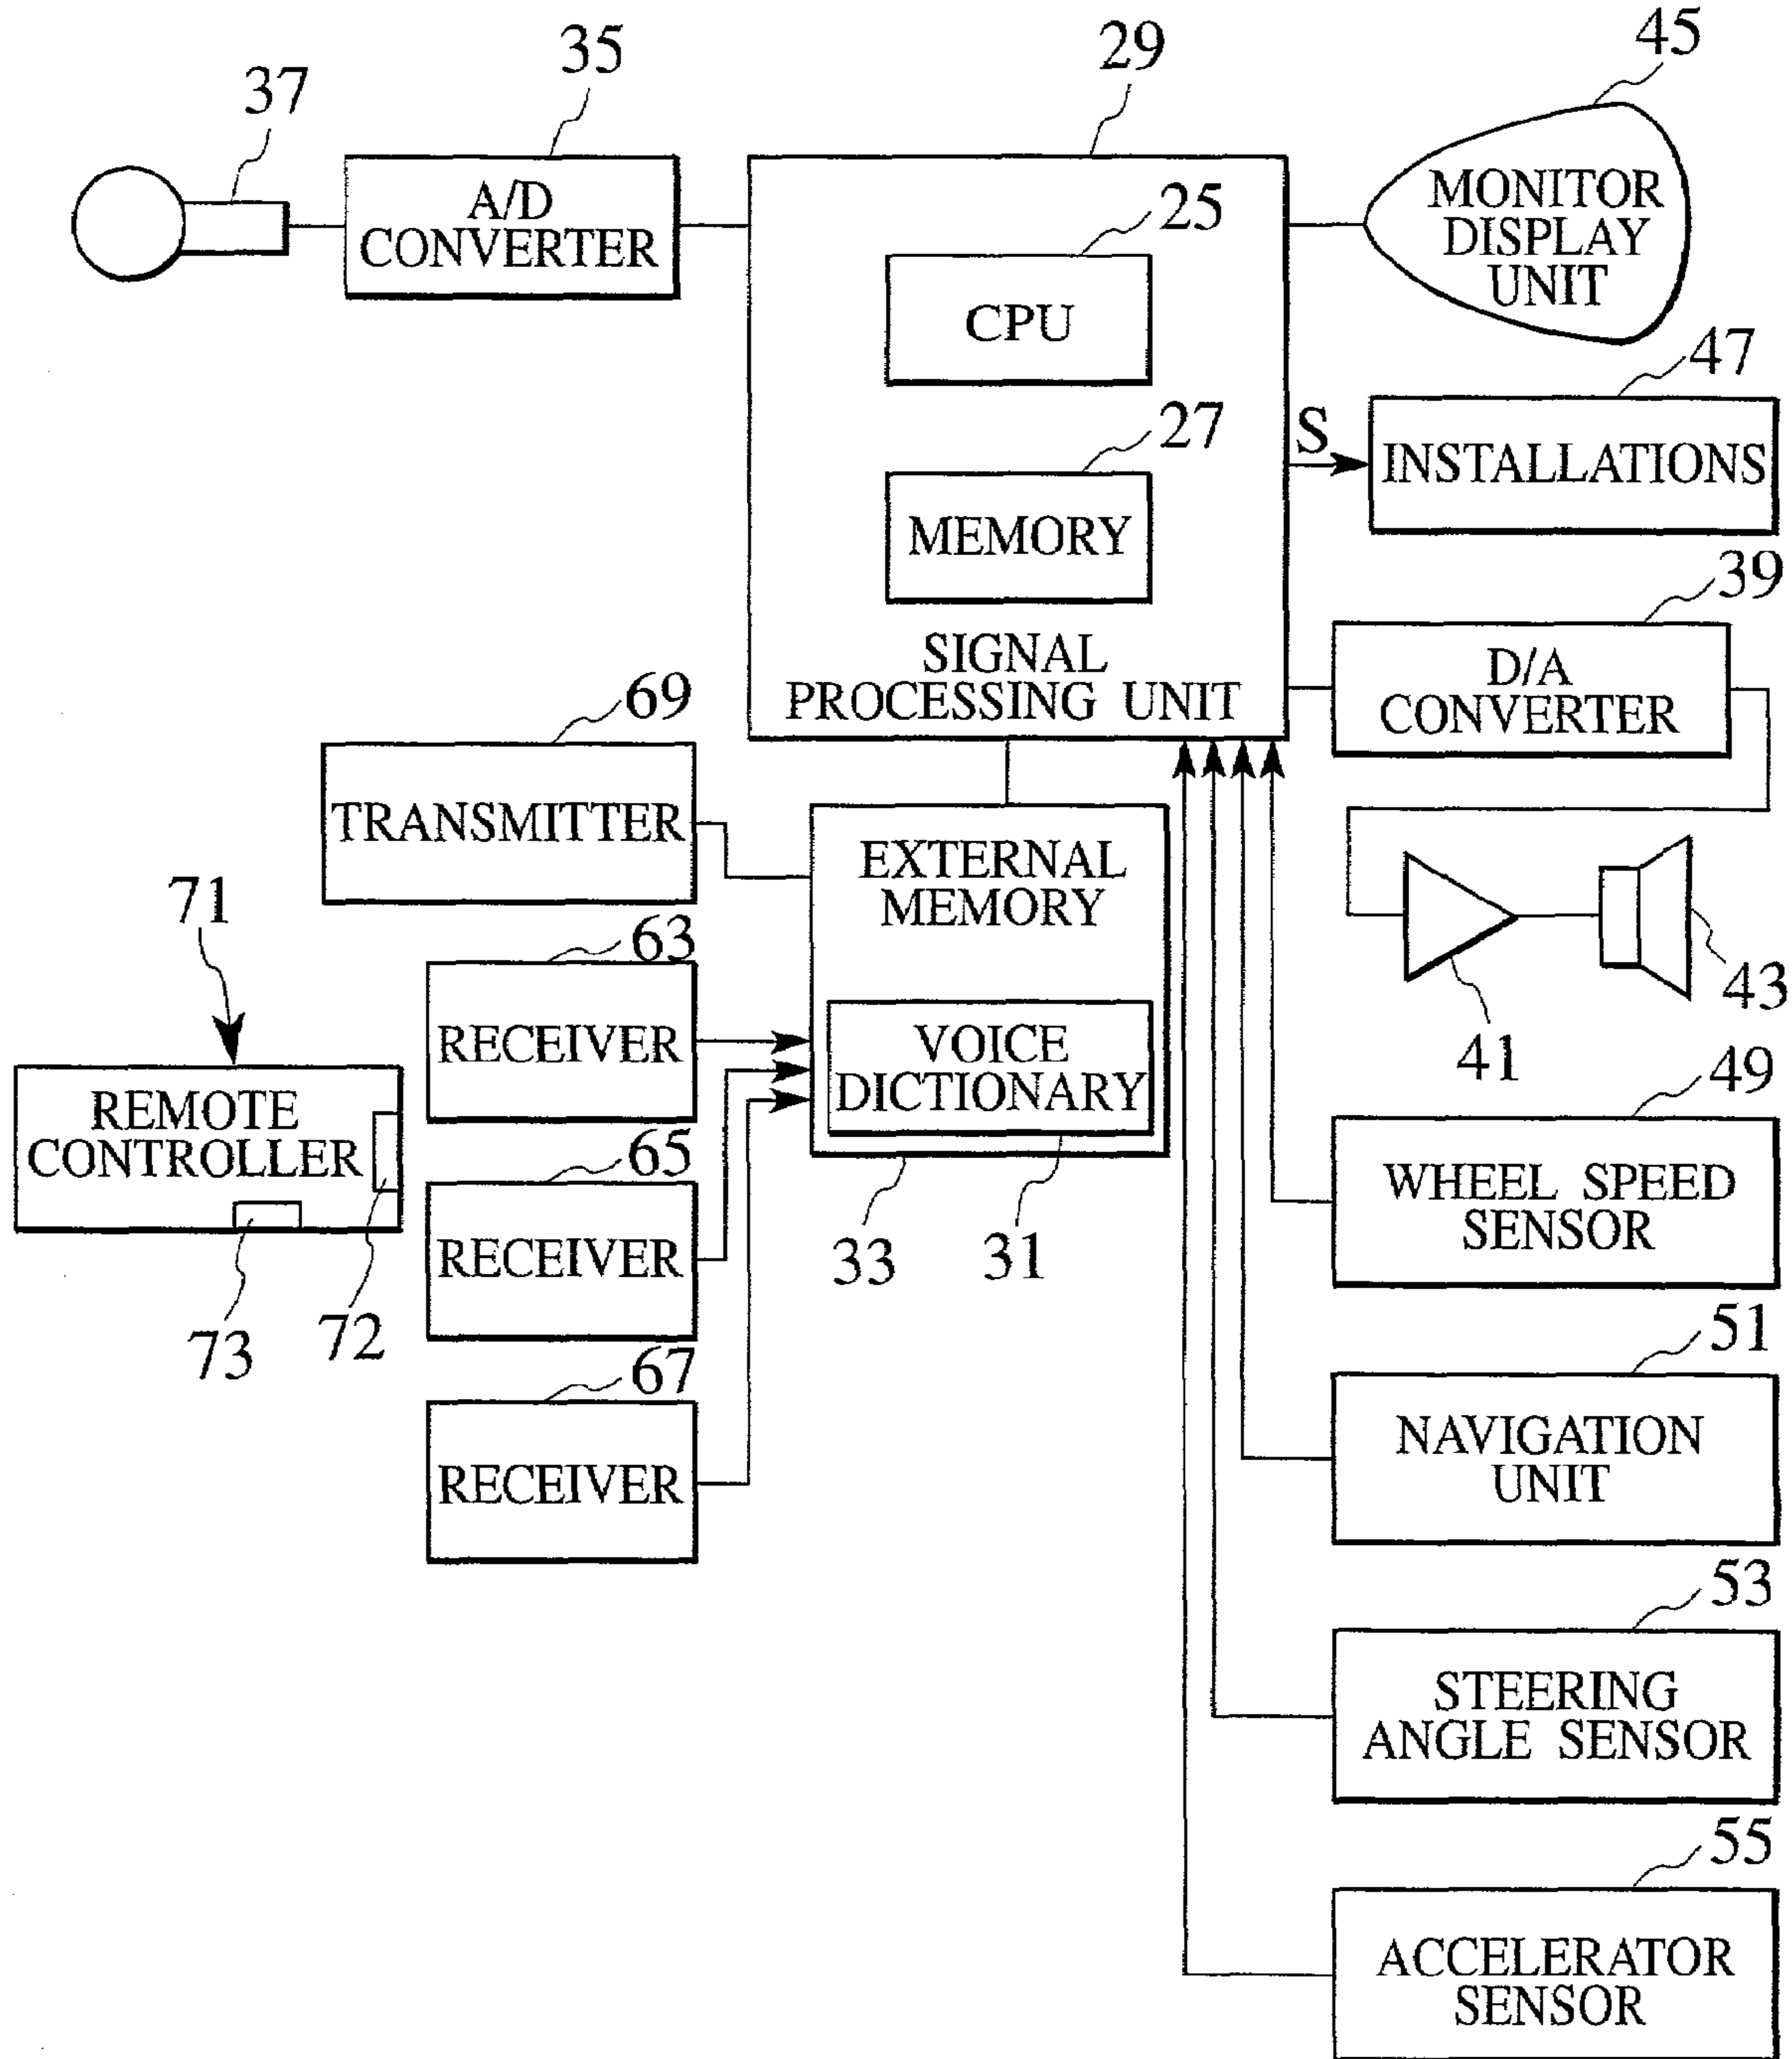 37
35
A/D
CONVERTER
29
25
CPU
27
MEMORY
SIGNAL
PROCESSING UNIT
45
MONITOR
DISPLAY
UNIT
47
S
INSTALLATIONS
39
D/A
CONVERTER
41
43
69
TRANSMITTER
EXTERNAL
MEMORY
VOICE
DICTIONARY
33
31
71
REMOTE
CONTROLLER
73
72
63
RECEIVER
65
RECEIVER
67
RECEIVER
49
WHEEL SPEED
SENSOR
51
NAVIGATION
UNIT
53
STEERING
ANGLE SENSOR
55
ACCELERATOR
SENSOR